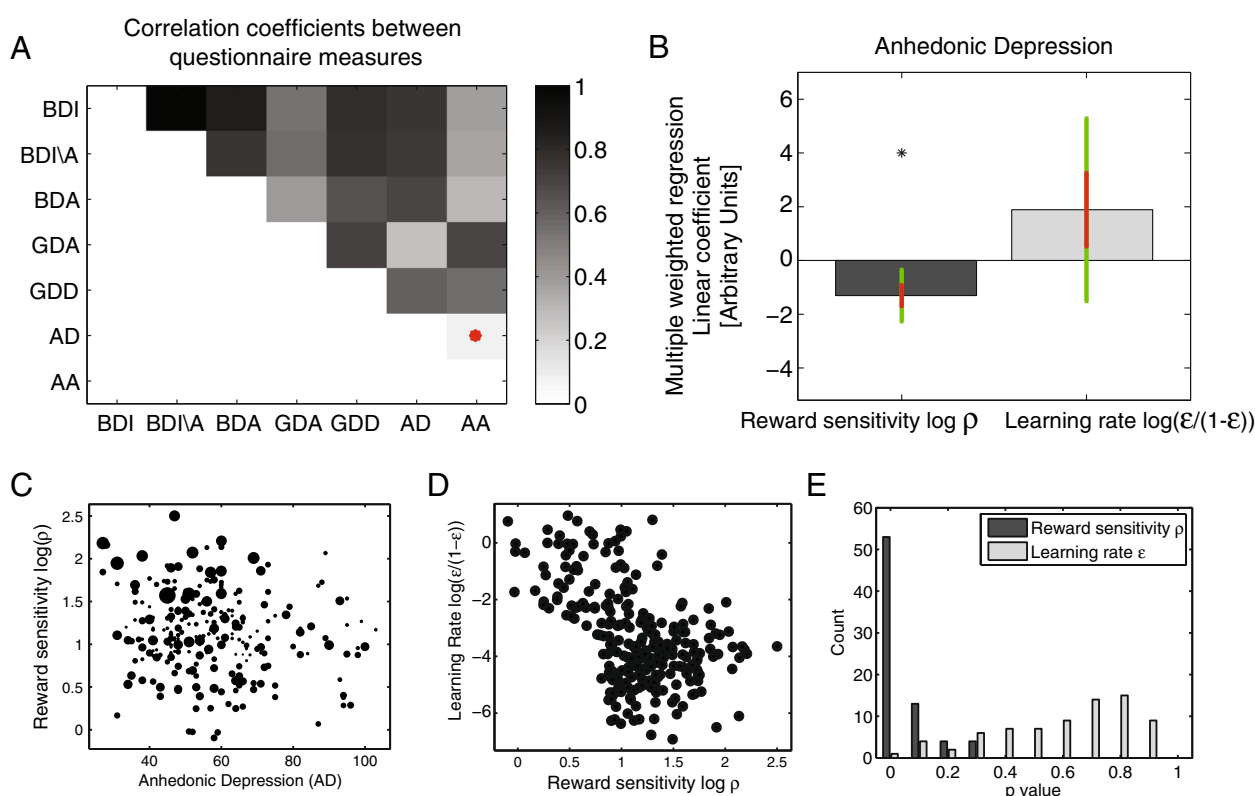 A
Correlation coefficients between
questionnaire measures
BDI
BDI\A
BDA
GDA
GDD
AD
AA
BDI BDI\A BDA GDA GDD AD AA
1
0.8
0.6
0.4
0.2
0
B
Anhedonic Depression
Multiple weighted regression
Linear coefficient
[Arbitrary Units]
6
4
2
0
−2
−4
*
Reward sensitivity log ρ
Learning rate log(ε/(1-ε))
C
Reward sensitivity log(ρ)
2.5
2
1.5
1
0.5
0
40 60 80 100
Anhedonic Depression (AD)
D
Learning Rate log(ε/(1−ε))
0
−2
−4
−6
0 0.5 1 1.5 2 2.5
Reward sensitivity log ρ
E
Count
60
50
40
30
20
10
0
Reward sensitivity ρ
Learning rate ε
0 0.2 0.4 0.6 0.8 1
p value